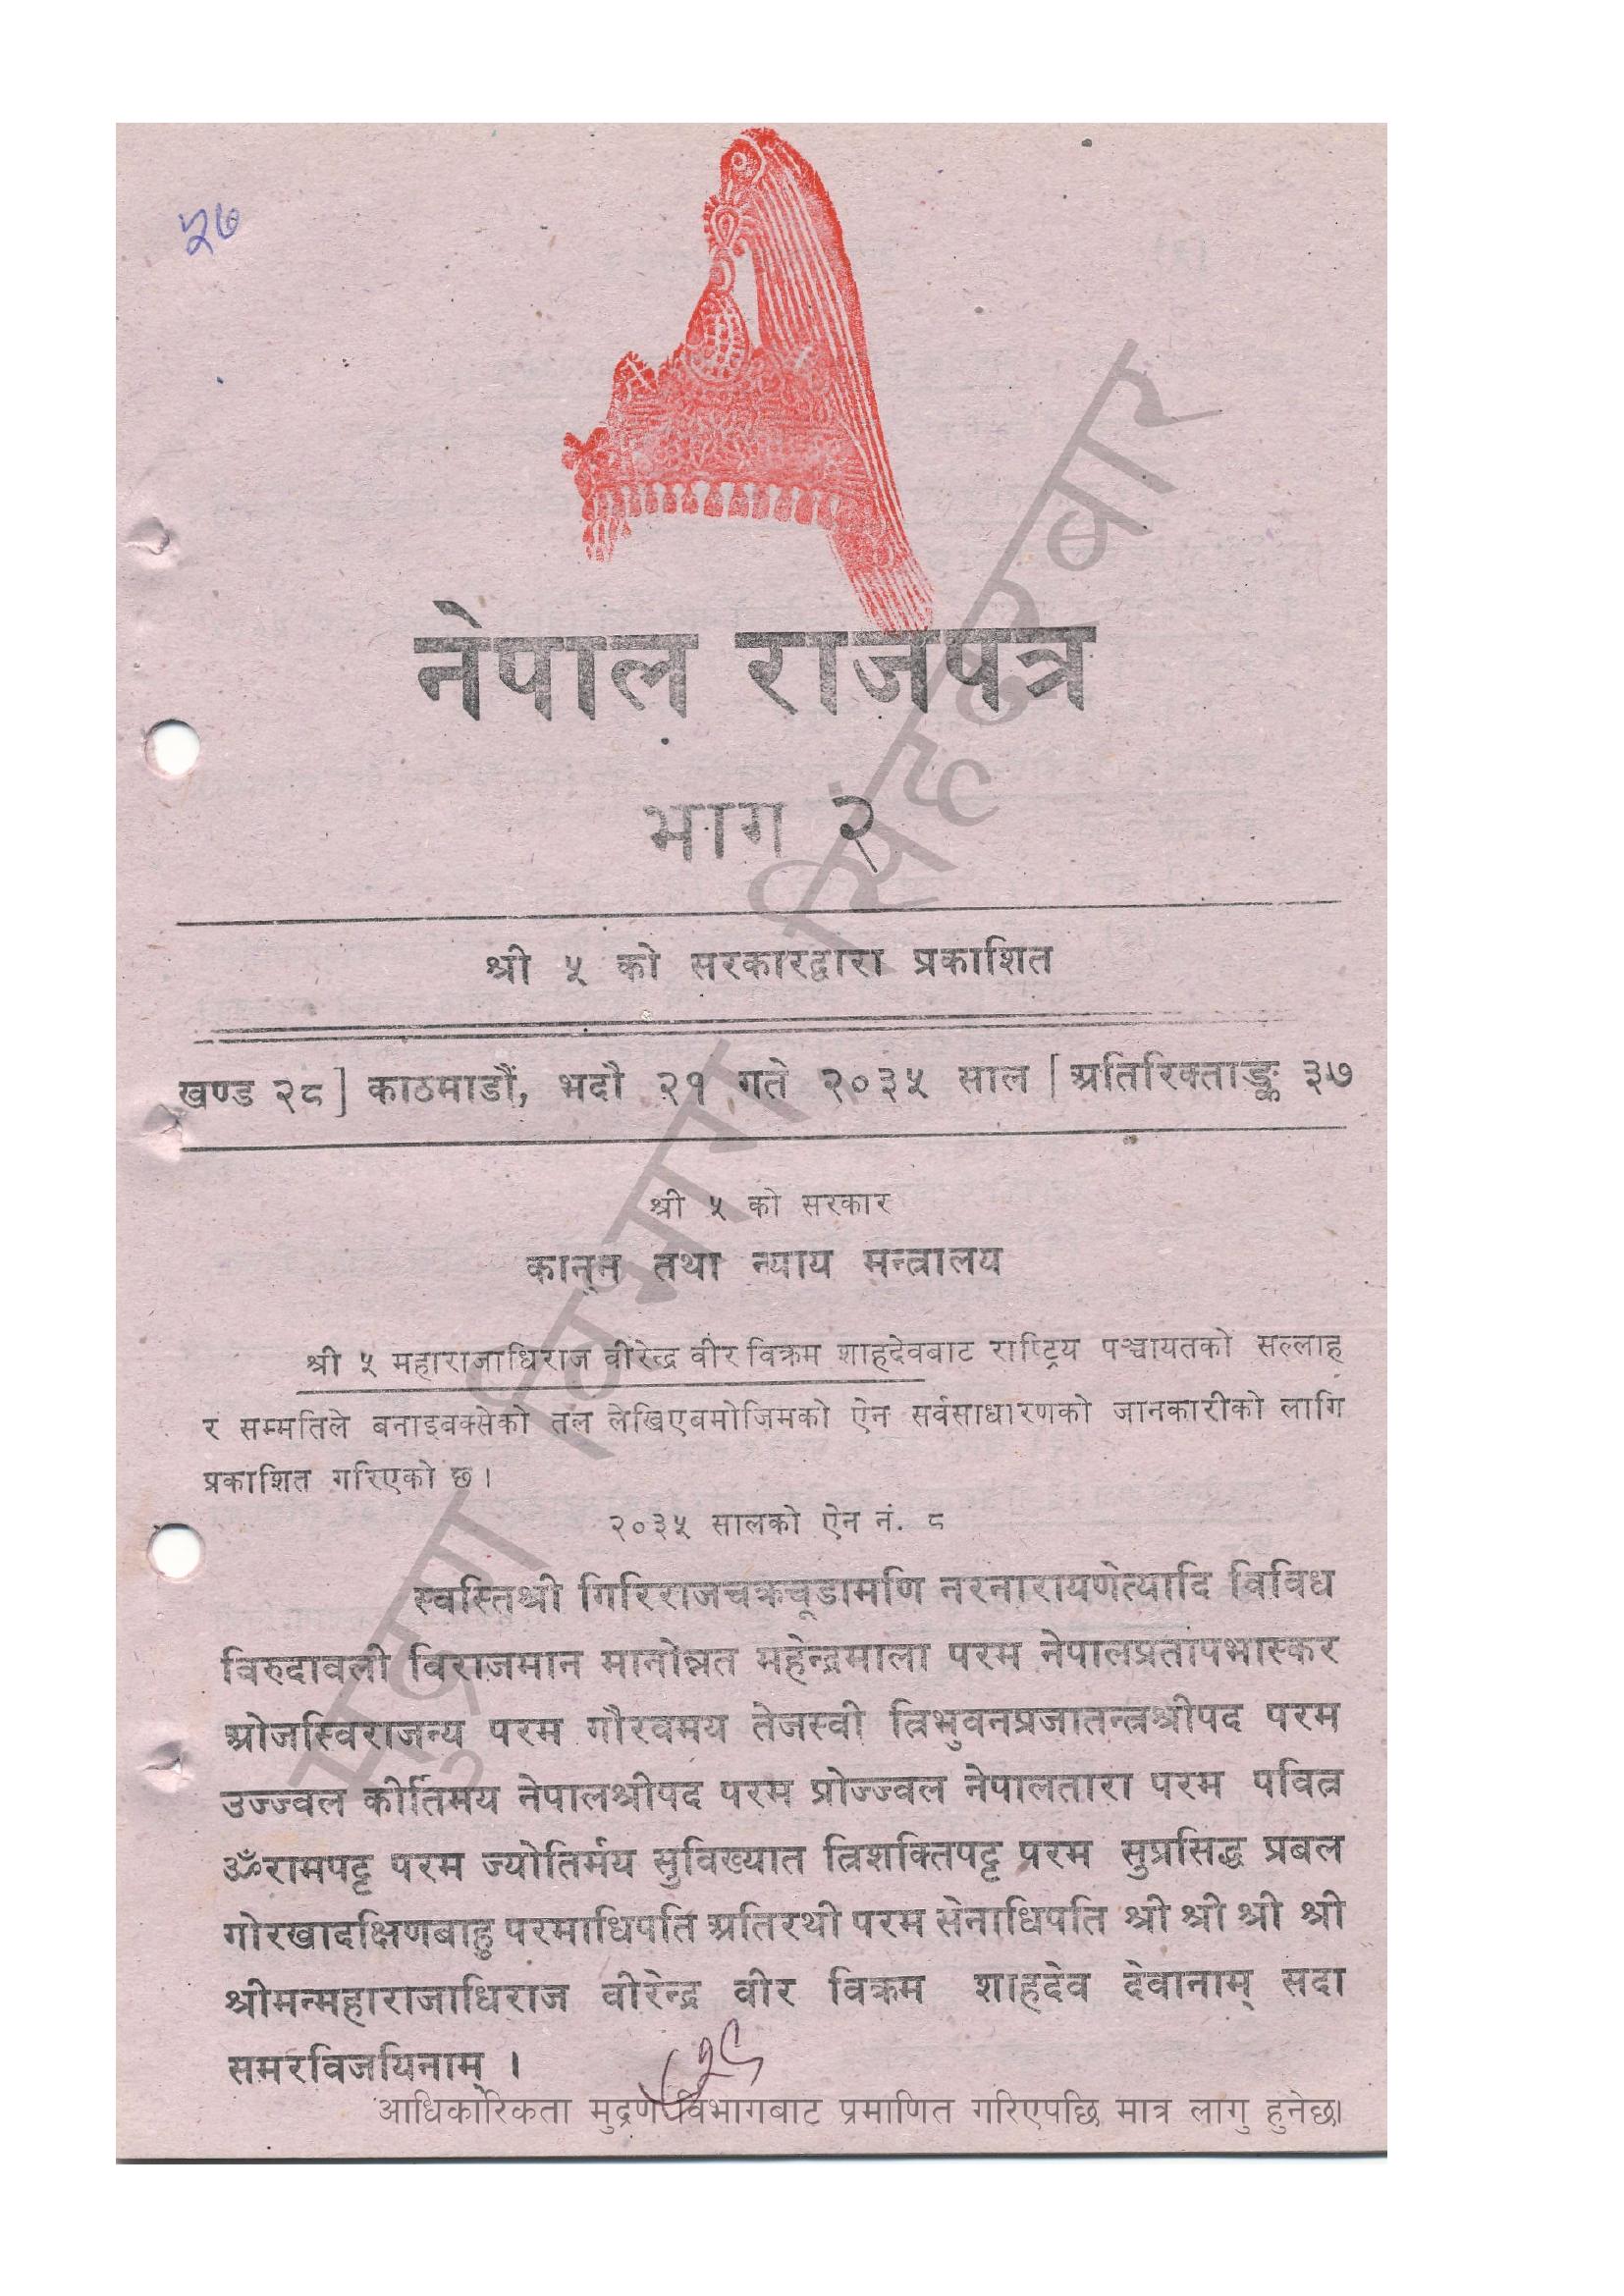 ५७
नेपाल राजपत्र
भाग २
श्री ५ को सरकारद्वारा प्रकाशित
खण्ड २८] काठमाडौं, भदौ २१ गते २०३५ साल [अतिरिक्ताङ्क ३७
श्री ५ को सरकार
कानून तथा न्याय मन्त्रालय
श्री ५ महाराजाधिराज वीरेन्द्र वीर विक्रम शाहदेवबाट राष्ट्रिय पञ्चायतको सल्लाह
र सम्मतिले बनाइबक्सेको तल लेखिएबमोजिमको ऐन सर्वसाधारणको जानकारीको लागि
प्रकाशित गरिएको छ।
२०३५ सालको ऐन नं. ८
स्वस्तिश्री गिरिराजचक्रचूडामणि नरनारायणेत्यादि विविध
विरुदावली विराजमान मानोन्नत महेन्द्रमाला परम नेपालप्रतापभास्कर
ओजस्विराजन्य परम गौरवमय तेजस्वी त्रिभुवनप्रजातन्त्रश्रीपद परम
उज्ज्वल कीर्तिमय नेपालश्रीपद परम प्रोज्ज्वल नेपालतारा परम पवित्र
ॐरामपट्ट परम ज्योतिर्मय सुविख्यात त्रिशक्तिपट्ट परम सुप्रसिद्ध प्रबल
गोरखादक्षिणबाहु परमाधिपति अतिरथी परम सेनाधिपति श्री श्री श्री श्री
श्रीमन्महाराजाधिराज वीरेन्द्र वीर विक्रम शाहदेव देवानाम् सदा
समरविजयिनाम् ।
आधिकारिकता मुद्रण विभागबाट प्रमाणित गरिएपछि मात्र लागु हुनेछ।
मुद्रण विभाग सिंहदरबार